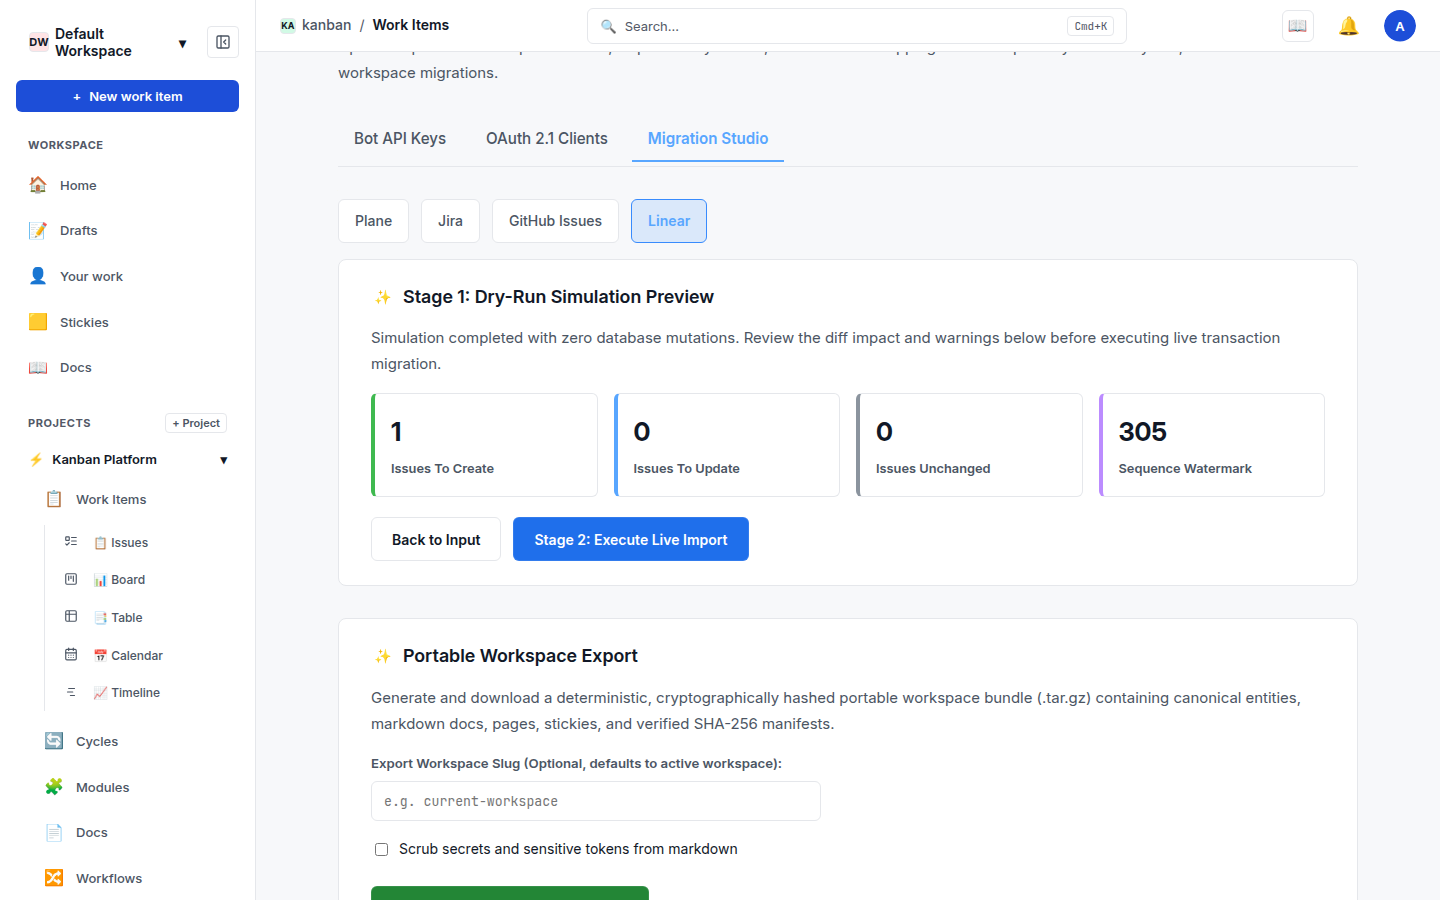 DW Default Workspace ▼
+ New work item
WORKSPACE
Home
Drafts
Your work
Stickies
Docs
PROJECTS
+ Project
Kanban Platform ▼
Work Items
Issues
Board
Table
Calendar
Timeline
Cycles
Modules
Docs
Workflows
KA kanban / Work Items
Search...
Cmd+K
A
workspace migrations.
Bot API Keys
OAuth 2.1 Clients
Migration Studio
Plane
Jira
GitHub Issues
Linear
Stage 1: Dry-Run Simulation Preview
Simulation completed with zero database mutations. Review the diff impact and warnings below before executing live transaction
migration.
1
Issues To Create
0
Issues To Update
0
Issues Unchanged
305
Sequence Watermark
Back to Input
Stage 2: Execute Live Import
Portable Workspace Export
Generate and download a deterministic, cryptographically hashed portable workspace bundle (.tar.gz) containing canonical entities,
markdown docs, pages, stickies, and verified SHA-256 manifests.
Export Workspace Slug (Optional, defaults to active workspace):
e.g. current-workspace
Scrub secrets and sensitive tokens from markdown